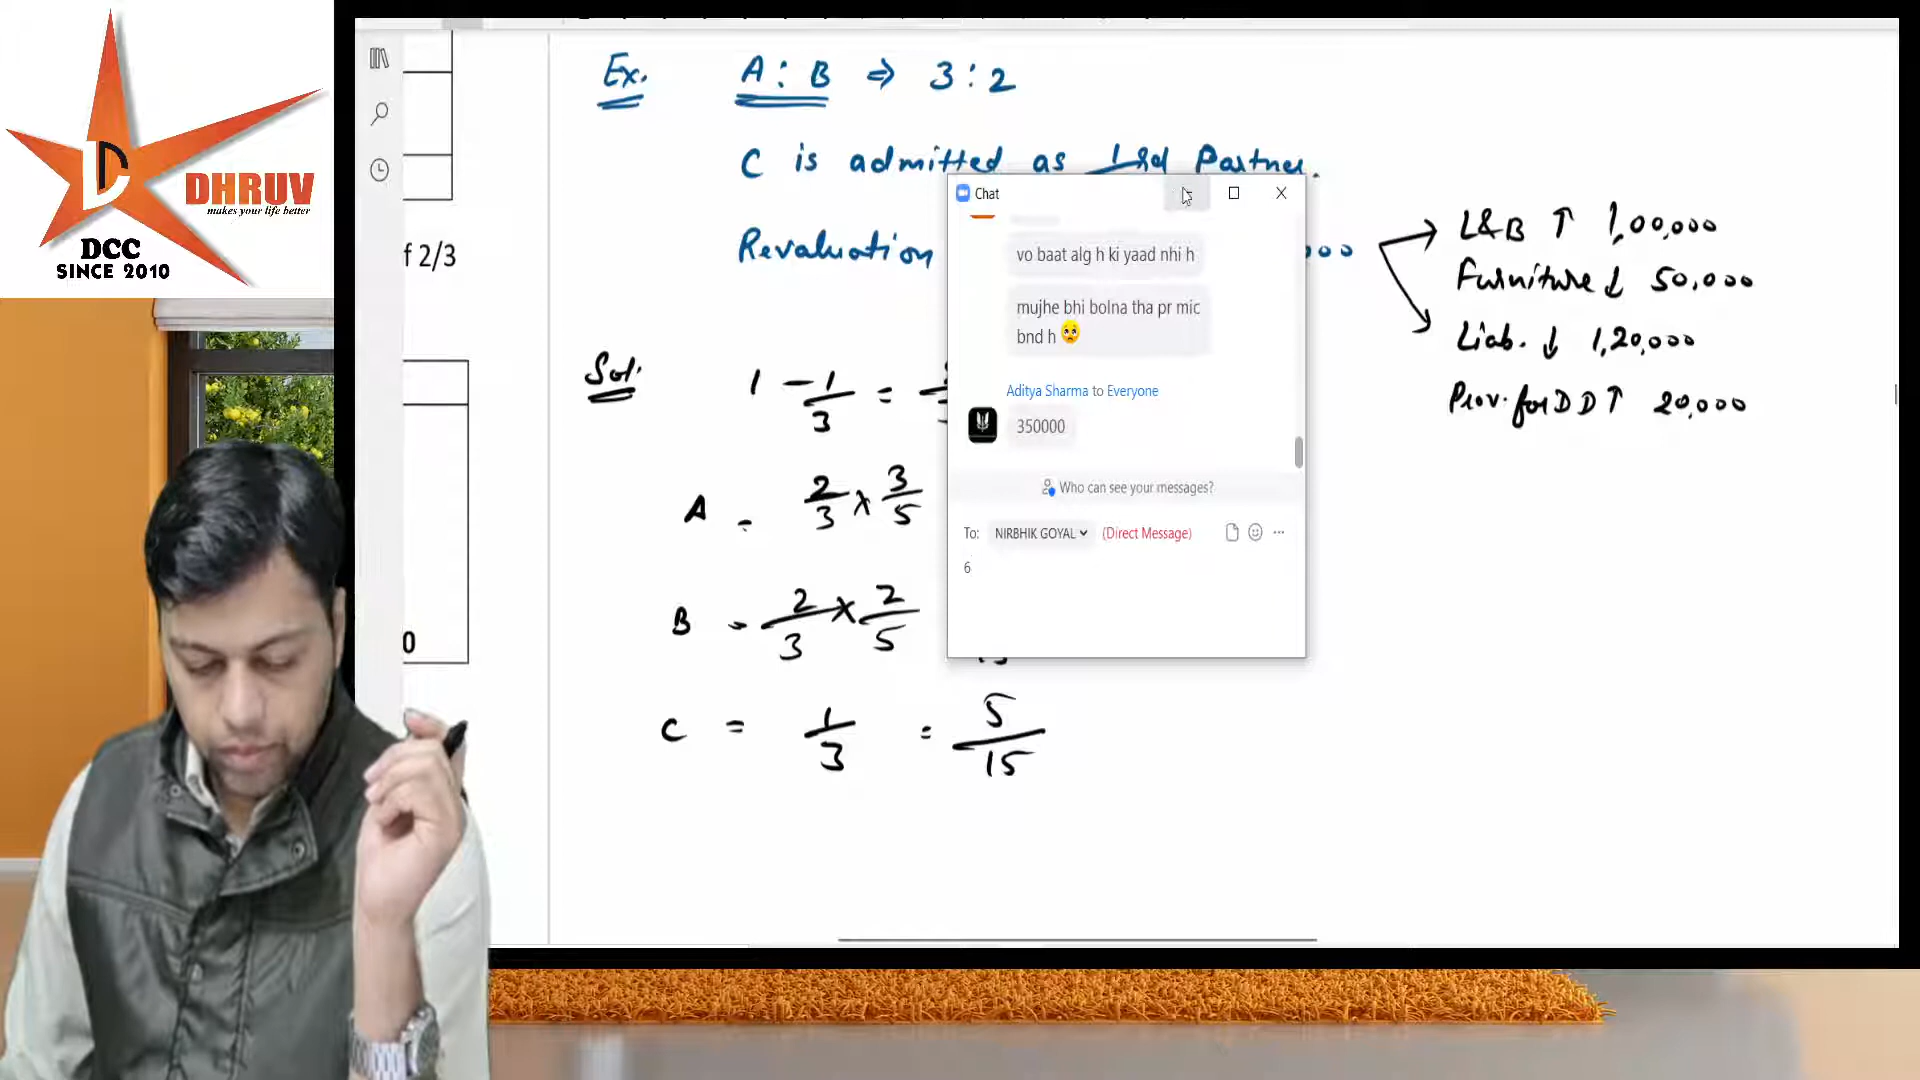 D
DHRUV
makes your life better
DCC
SINCE 2010
f 2/3
0
Ex. A : B ⇒ 3 : 2
C is admitted as 1/3rd Partner.
Revaluation
000
L&B ↑ 1,00,000
Furniture ↓ 50,000
Liab. ↓ 1,20,000
Prov. for DD ↑ 20,000
Sol. 1 - 1/3 =
A = 2/3 x 3/5
B = 2/3 x 2/5
15
C = 1/3 = 5/15
Chat
vo baat alg h ki yaad nhi h
mujhe bhi bolna tha pr mic
bnd h 🥺
Aditya Sharma to Everyone
350000
Who can see your messages?
To: NIRBHIK GOYAL (Direct Message)
6